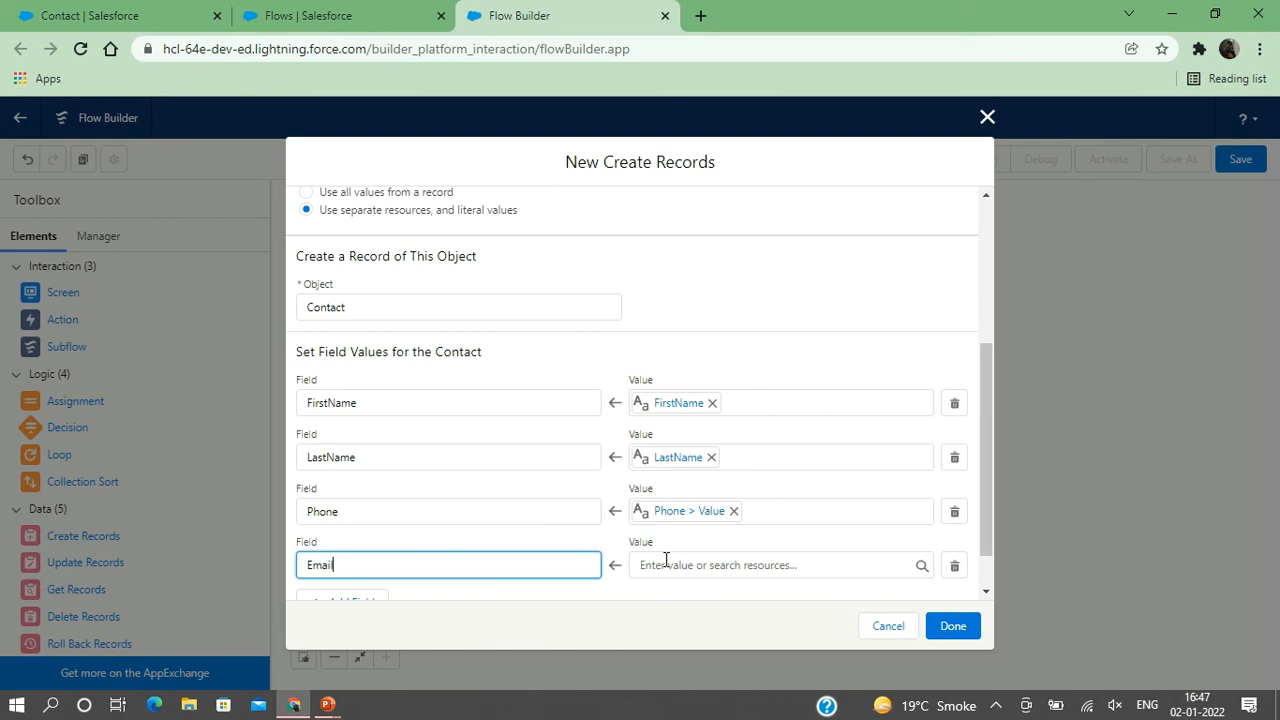 Contact | Salesforce
Flows | Salesforce
Flow Builder
hcl-64e-dev-ed.lightning.force.com/builder_platform_interaction/flowBuilder.app
Apps
Reading list
Flow Builder
?
New Create Records
Debug
Activate
Save As
Save
Toolbox
Elements
Manager
Interaction (3)
Screen
Action
Subflow
Logic (4)
Assignment
Decision
Loop
Collection Sort
Data (5)
Create Records
Update Records
Get Records
Delete Records
Roll Back Records
Get more on the AppExchange
Use all values from a record
Use separate resources, and literal values
Create a Record of This Object
* Object
Contact
Set Field Values for the Contact
Field
Value
FirstName
Aa FirstName
Field
Value
LastName
Aa LastName
Field
Value
Phone
Aa Phone > Value
Field
Value
Email
Enter value or search resources...
Add Field
Cancel
Done
19°C Smoke
ENG
16:47
02-01-2022